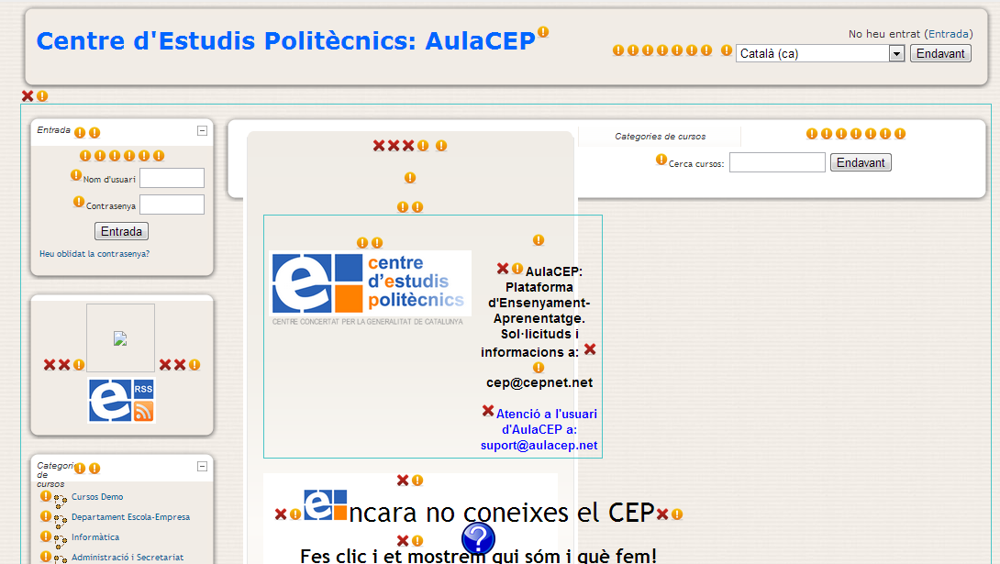 Centre d'Estudis Politècnics: AulaCEP
No heu entrat (Entrada)
Català (ca)
Endavant
Entrada
Nom d'usuari
Contrasenya
Entrada
Heu oblidat la contrasenya?
Categories de cursos
Cerca cursos:
Endavant
centre
d'estudis
politècnics
CENTRE CONCERTAT PER LA GENERALITAT DE CATALUNYA
AulaCEP:
Plataforma
d'Ensenyament-
Aprenentatge.
Sol·licituds i
informacions a:
cep@cepnet.net
Atenció a l'usuari
d'AulaCEP a:
suport@aulacep.net
e RSS
Categori
de
cursos
Cursos Demo
Departament Escola-Empresa
Informàtica
Administració i Secretariat
encara no coneixes el CEP
?
Fes clic i et mostrem qui sóm i què fem!